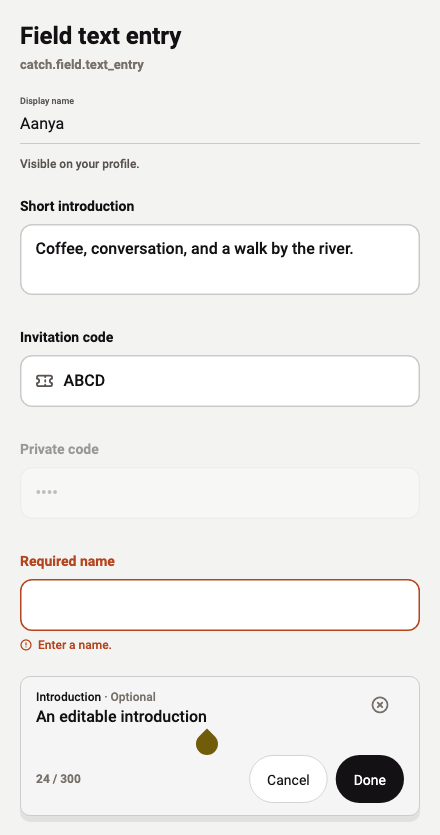 Field text entry
catch.field.text_entry
Display name
Aanya
Visible on your profile.
Short introduction
Coffee, conversation, and a walk by the river.
Invitation code
ABCD
Private code
••••
Required name
Enter a name.
Introduction · Optional
An editable introduction
24 / 300
Cancel
Done